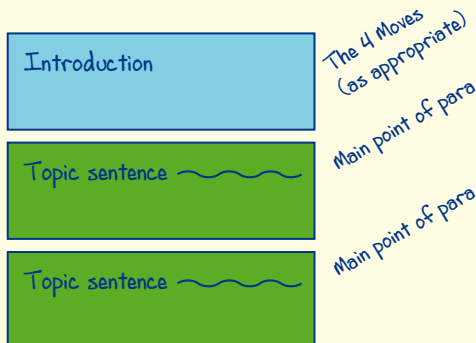 Introduction
The 4 Moves
(as appropriate)
Topic sentence
Main point of para
Topic sentence
Main point of para